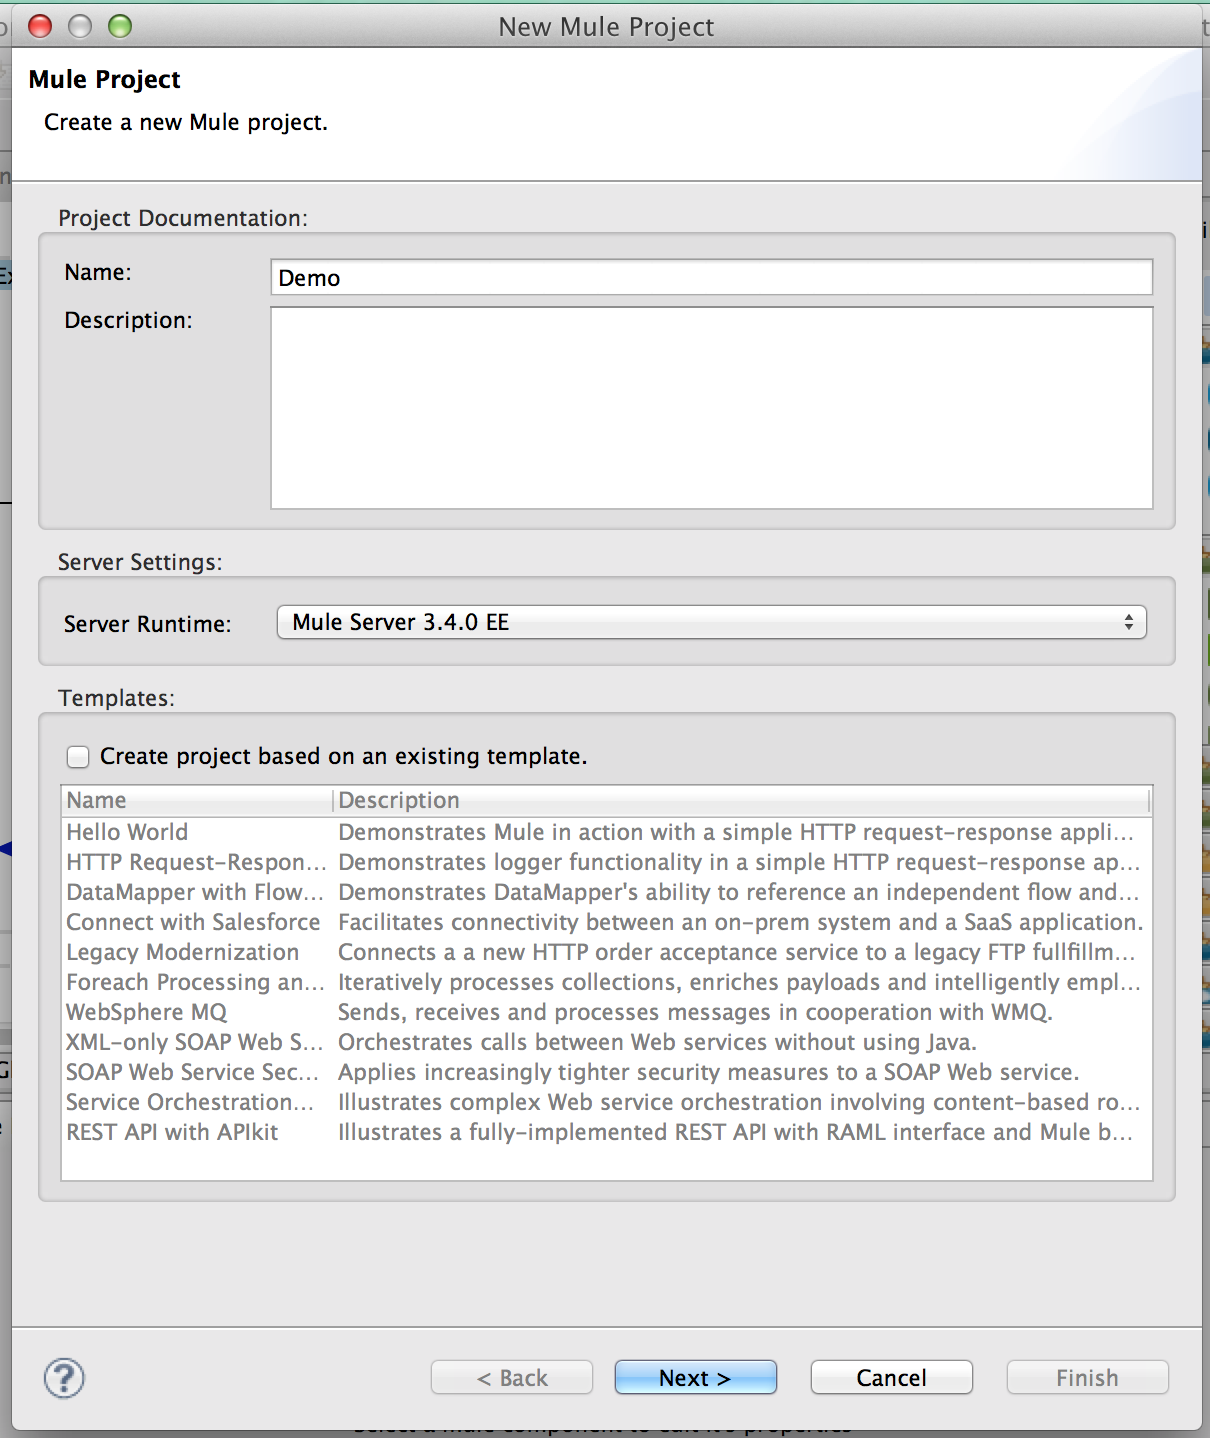 New Mule Project
Mule Project
Create a new Mule project.
Project Documentation:
Name:
Demo
Description:
Server Settings:
Server Runtime:
Mule Server 3.4.0 EE
Templates:
Create project based on an existing template.
Name Description
Hello World Demonstrates Mule in action with a simple HTTP request-response appli...
HTTP Request-Respon... Demonstrates logger functionality in a simple HTTP request-response ap...
DataMapper with Flow... Demonstrates DataMapper's ability to reference an independent flow and...
Connect with Salesforce Facilitates connectivity between an on-prem system and a SaaS application.
Legacy Modernization Connects a a new HTTP order acceptance service to a legacy FTP fullfillm...
Foreach Processing an... Iteratively processes collections, enriches payloads and intelligently empl...
WebSphere MQ Sends, receives and processes messages in cooperation with WMQ.
XML-only SOAP Web S... Orchestrates calls between Web services without using Java.
SOAP Web Service Sec... Applies increasingly tighter security measures to a SOAP Web service.
Service Orchestration... Illustrates complex Web service orchestration involving content-based ro...
REST API with APIkit Illustrates a fully-implemented REST API with RAML interface and Mule b...
? < Back Next > Cancel Finish